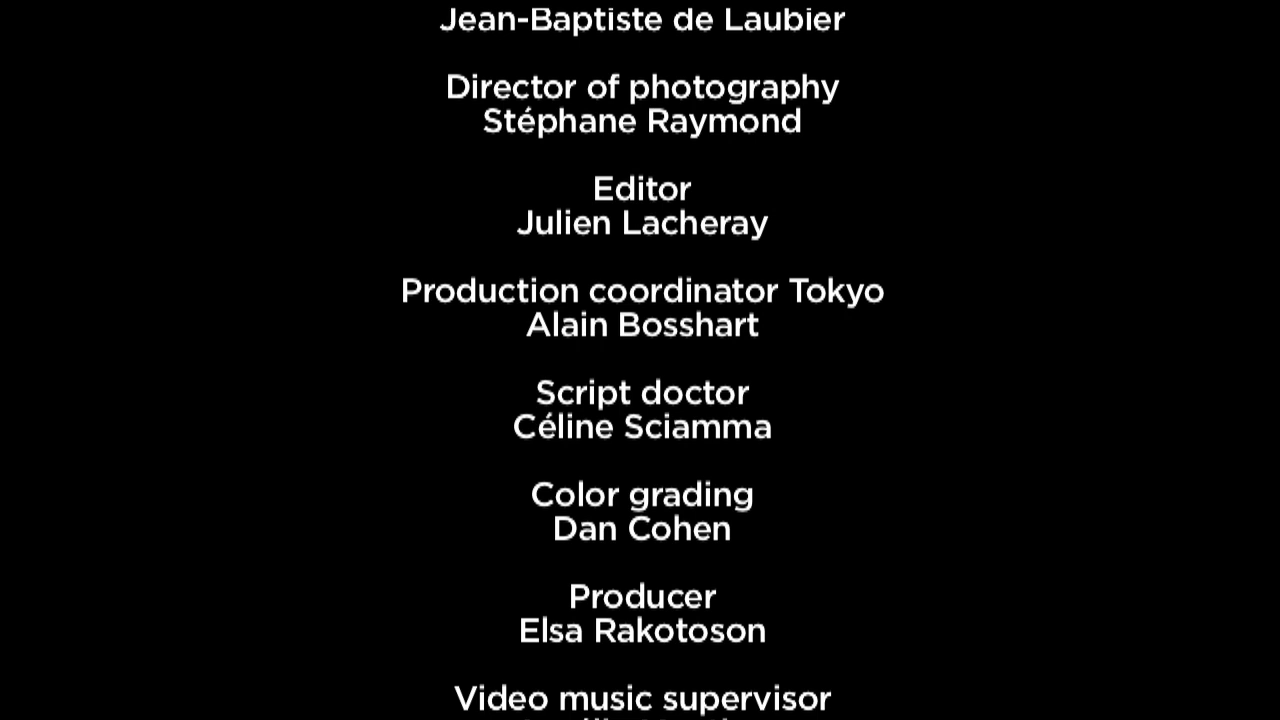 Jean-Baptiste de Laubier
Director of photography
Stéphane Raymond
Editor
Julien Lacheray
Production coordinator Tokyo
Alain Bosshart
Script doctor
Céline Sciamma
Color grading
Dan Cohen
Producer
Elsa Rakotoson
Video music supervisor